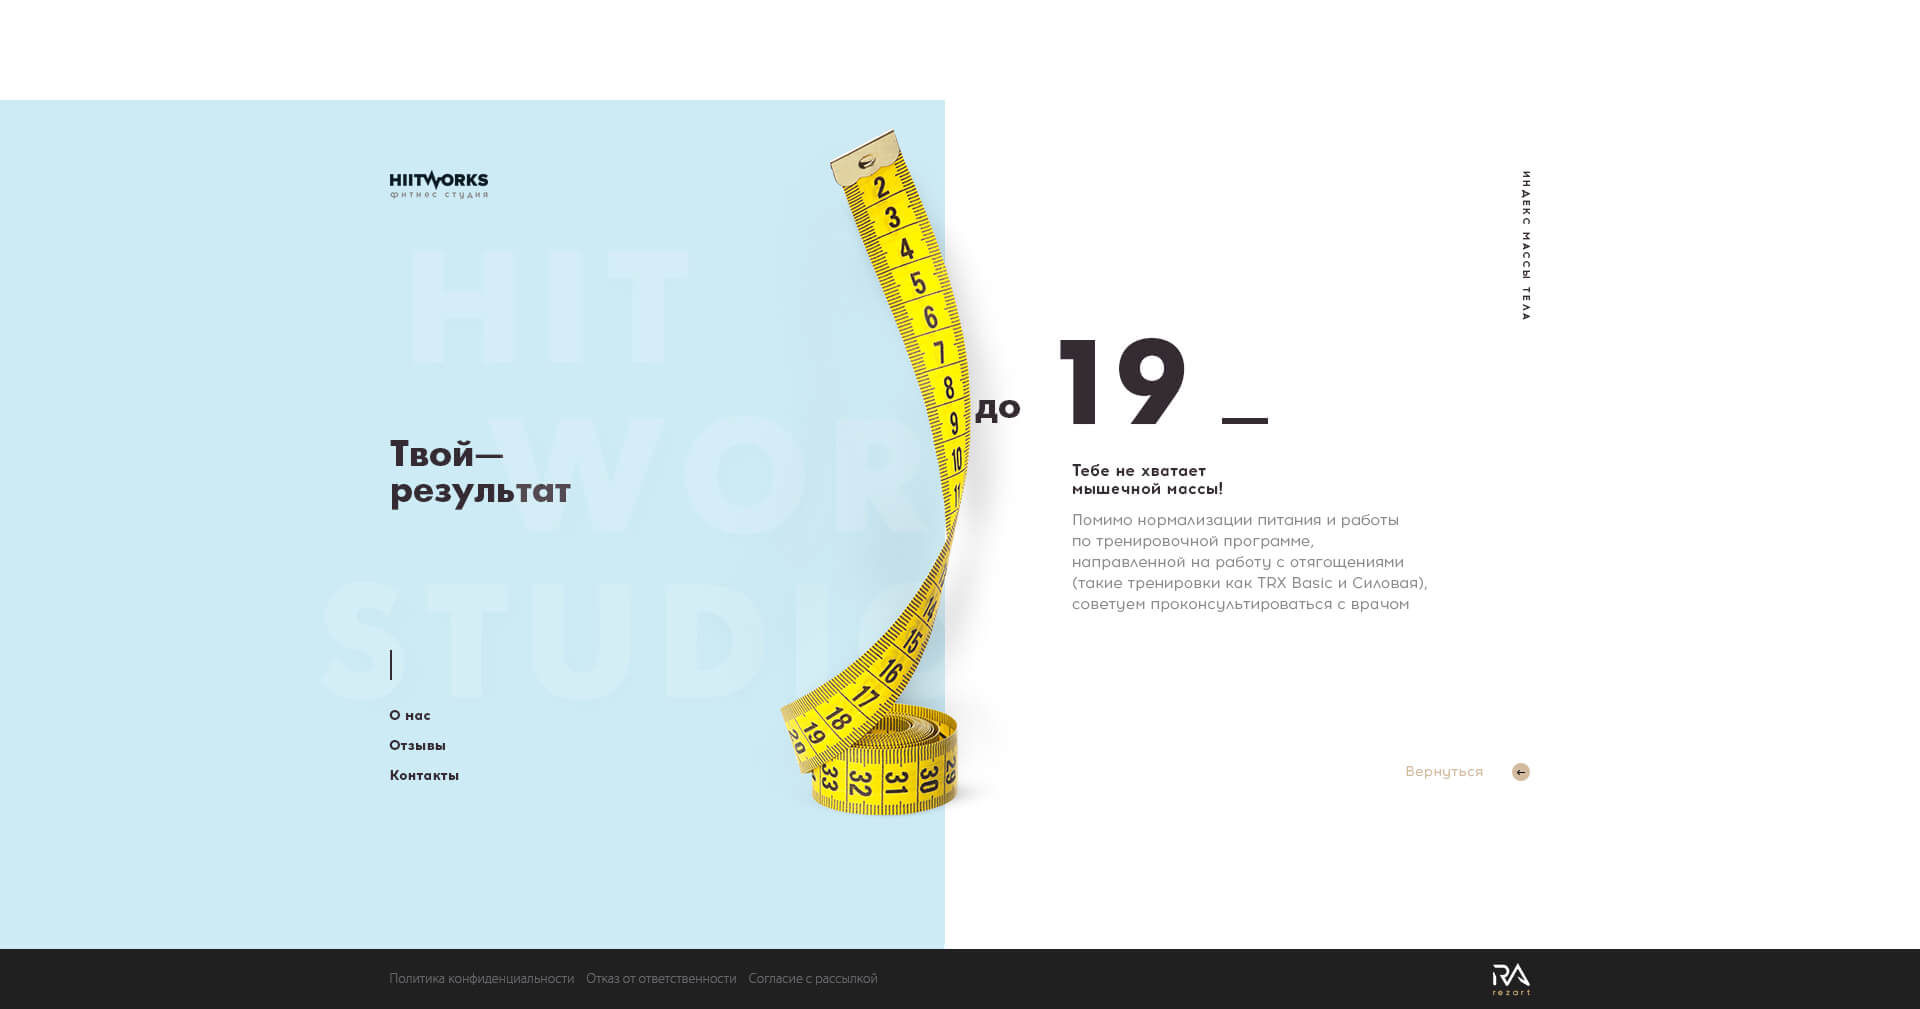 HIITWORKS
фитнес студия
HIT
WOR
STUDIO
Твой—
результат
О нас
Отзывы
Контакты
2
3
4
5
6
7
8
9
10
11
14
15
16
17
18
19
20
33
32
31
30
29
ИНДЕКС МАССЫ ТЕЛА
до 19 _
Тебе не хватает
мышечной массы!
Помимо нормализации питания и работы
по тренировочной программе,
направленной на работу с отягощениями
(такие тренировки как TRX Basic и Силовая),
советуем проконсультироваться с врачом
Вернуться
Политика конфиденциальности Отказ от ответственности Согласие с рассылкой
RA
rezart